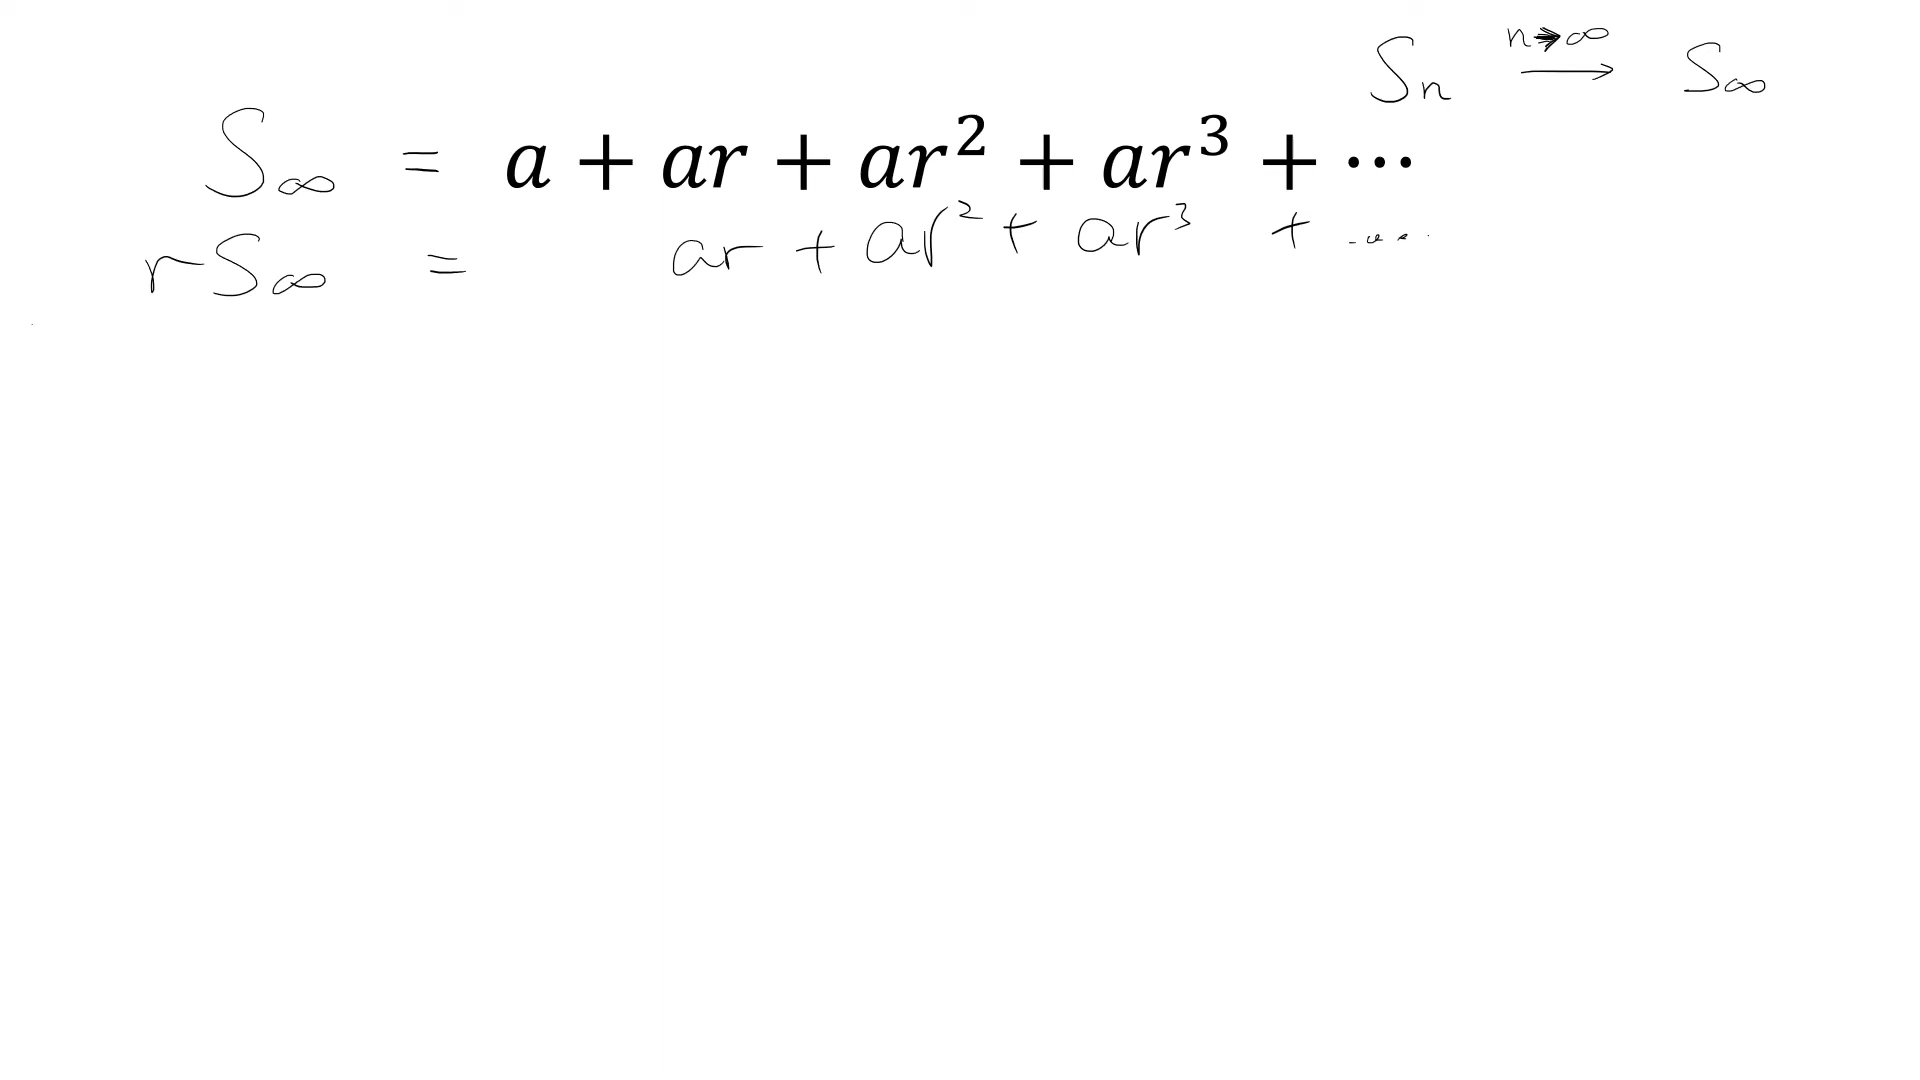 Sₙ n→∞ ⟶ S∞
S∞ = a + ar + ar² + ar³ + ⋯
rS∞ = ar + ar² + ar³ + ....